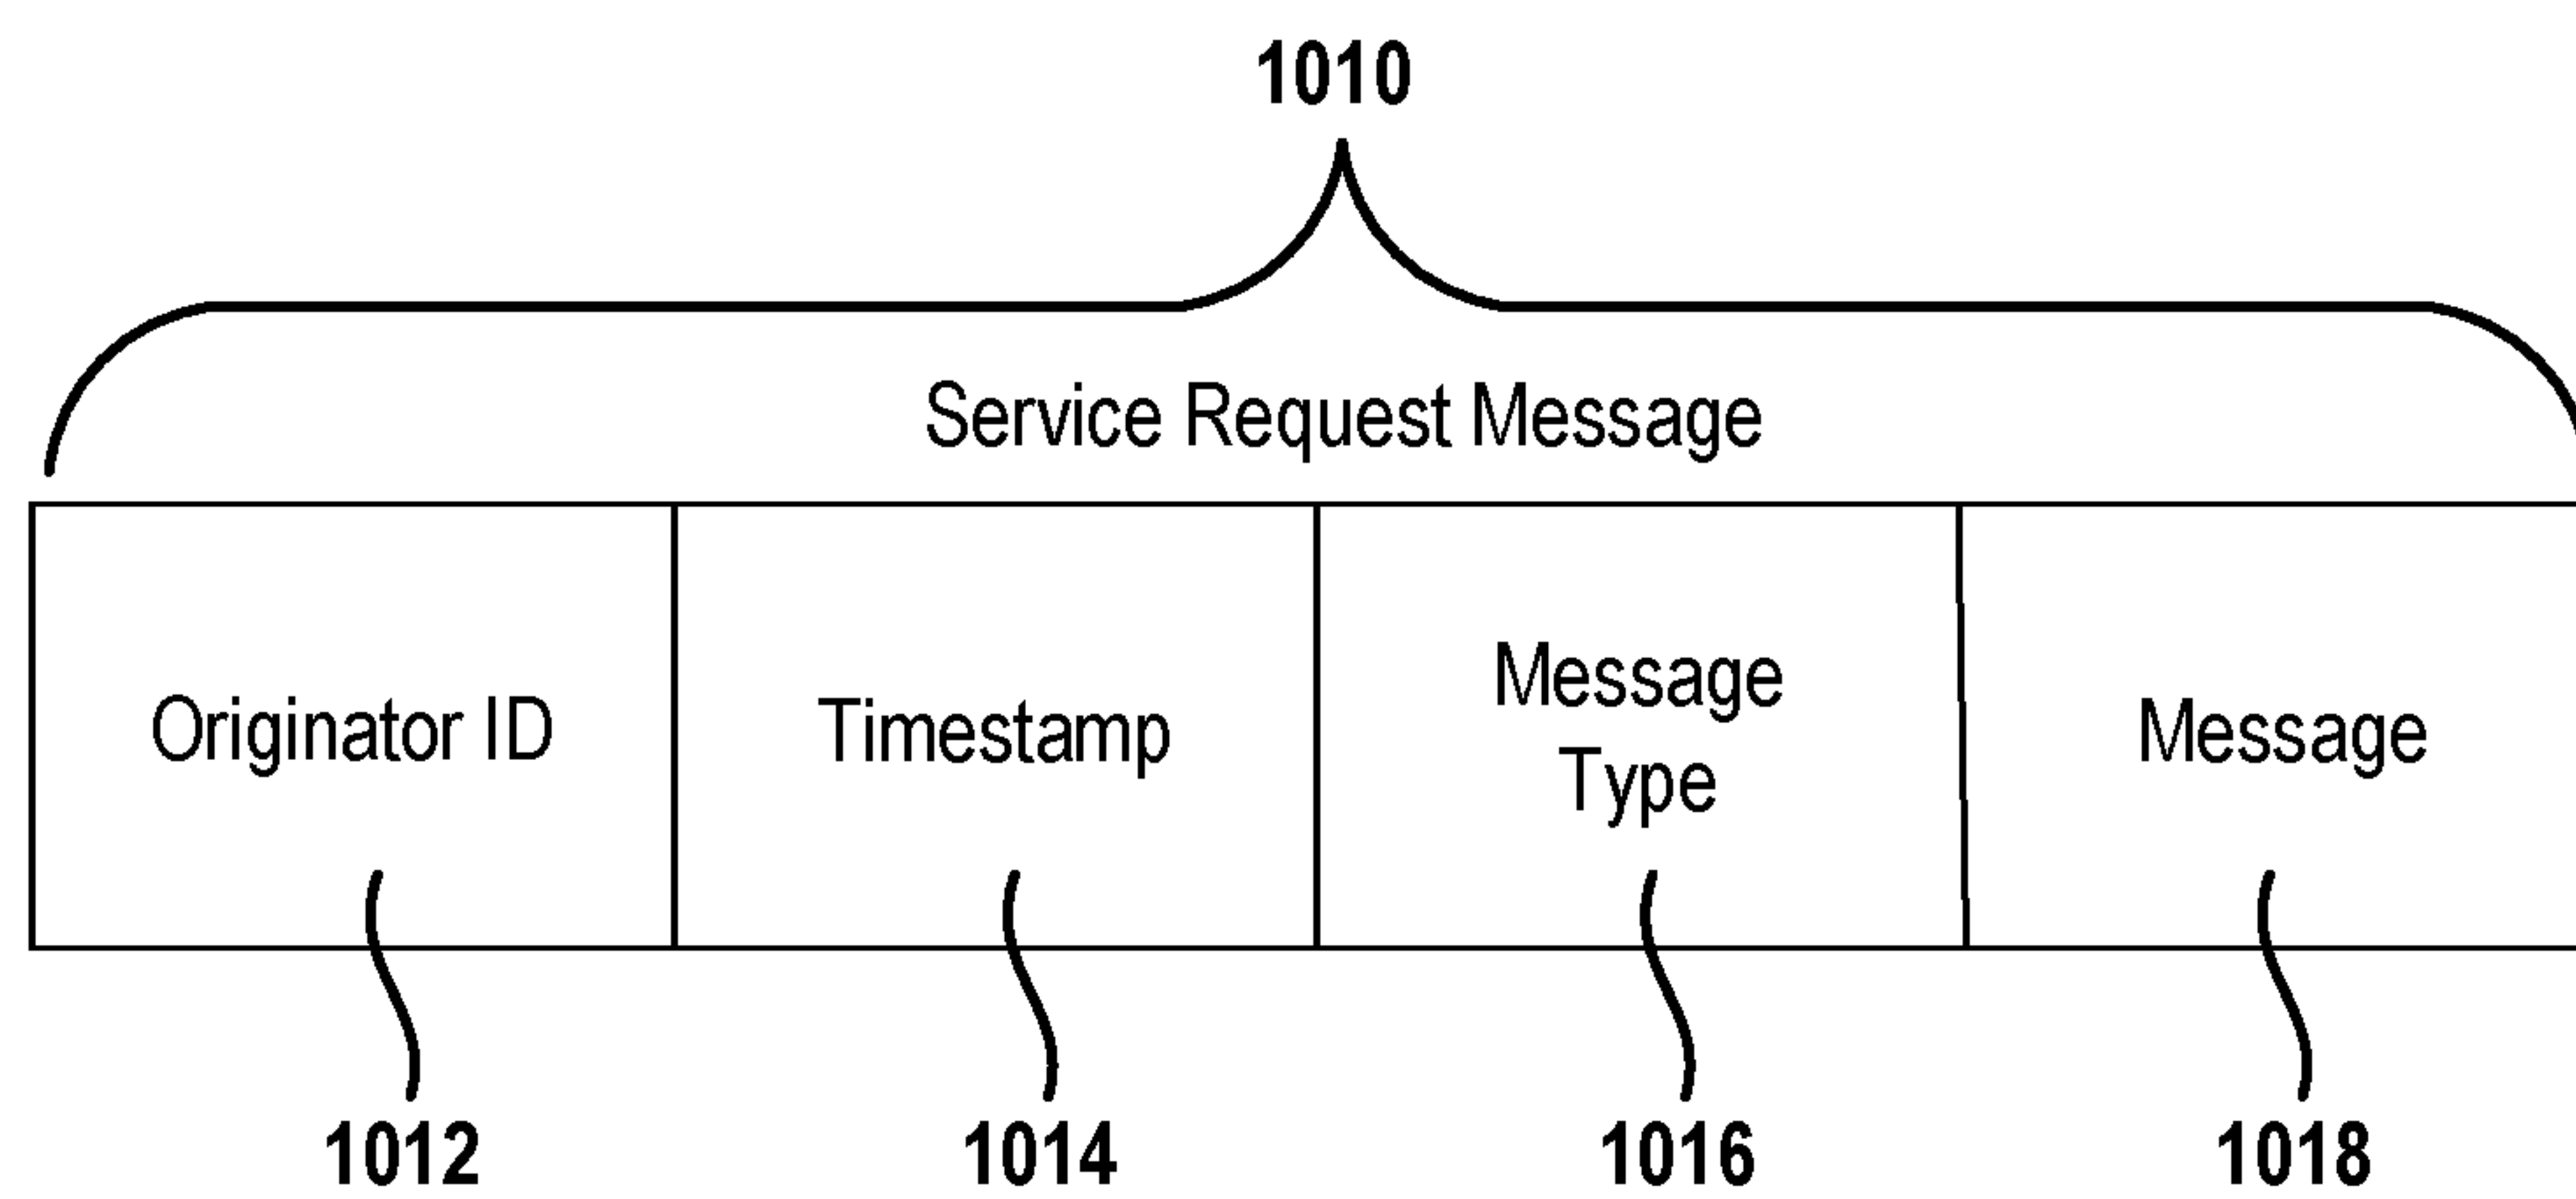 1010
Service Request Message
Originator ID
Timestamp
Message
Type
Message
1012
1014
1016
1018